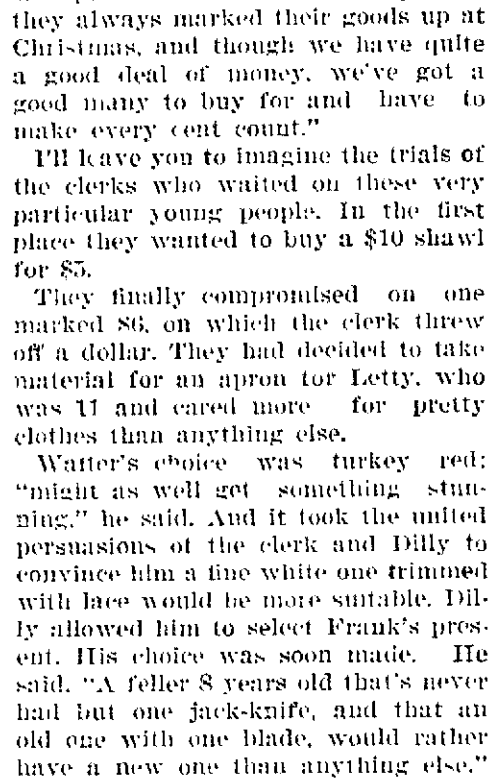 they always marked their goods up at
Christmas, and though we have quite
a good deal of money, we've got a
good many to buy for and have to
make every cent count."
I'll leave you to imagine the trials of
the clerks who waited on these very
particular young people. In the first
place they wanted to buy a $10 shawl
for $5.
They finally compromised on one
marked $6, on which the clerk threw
off a dollar. They had decided to take
material for an apron tor Letty, who
was 11 and cared more for pretty
clothes than anything else.
Watter's choice was turkey red;
"might as well get something stun-
ning," he said. And it took the united
persuasions of the clerk and Dilly to
convince him a fine white one trimmed
with lace would be more suitable. Dil-
ly allowed him to select Frank's pres-
ent. His choice was soon made. He
said, "A feller 8 years old that's never
had but one jack-knife, and that an
old one with one blade, would rather
have a new one than anything else."